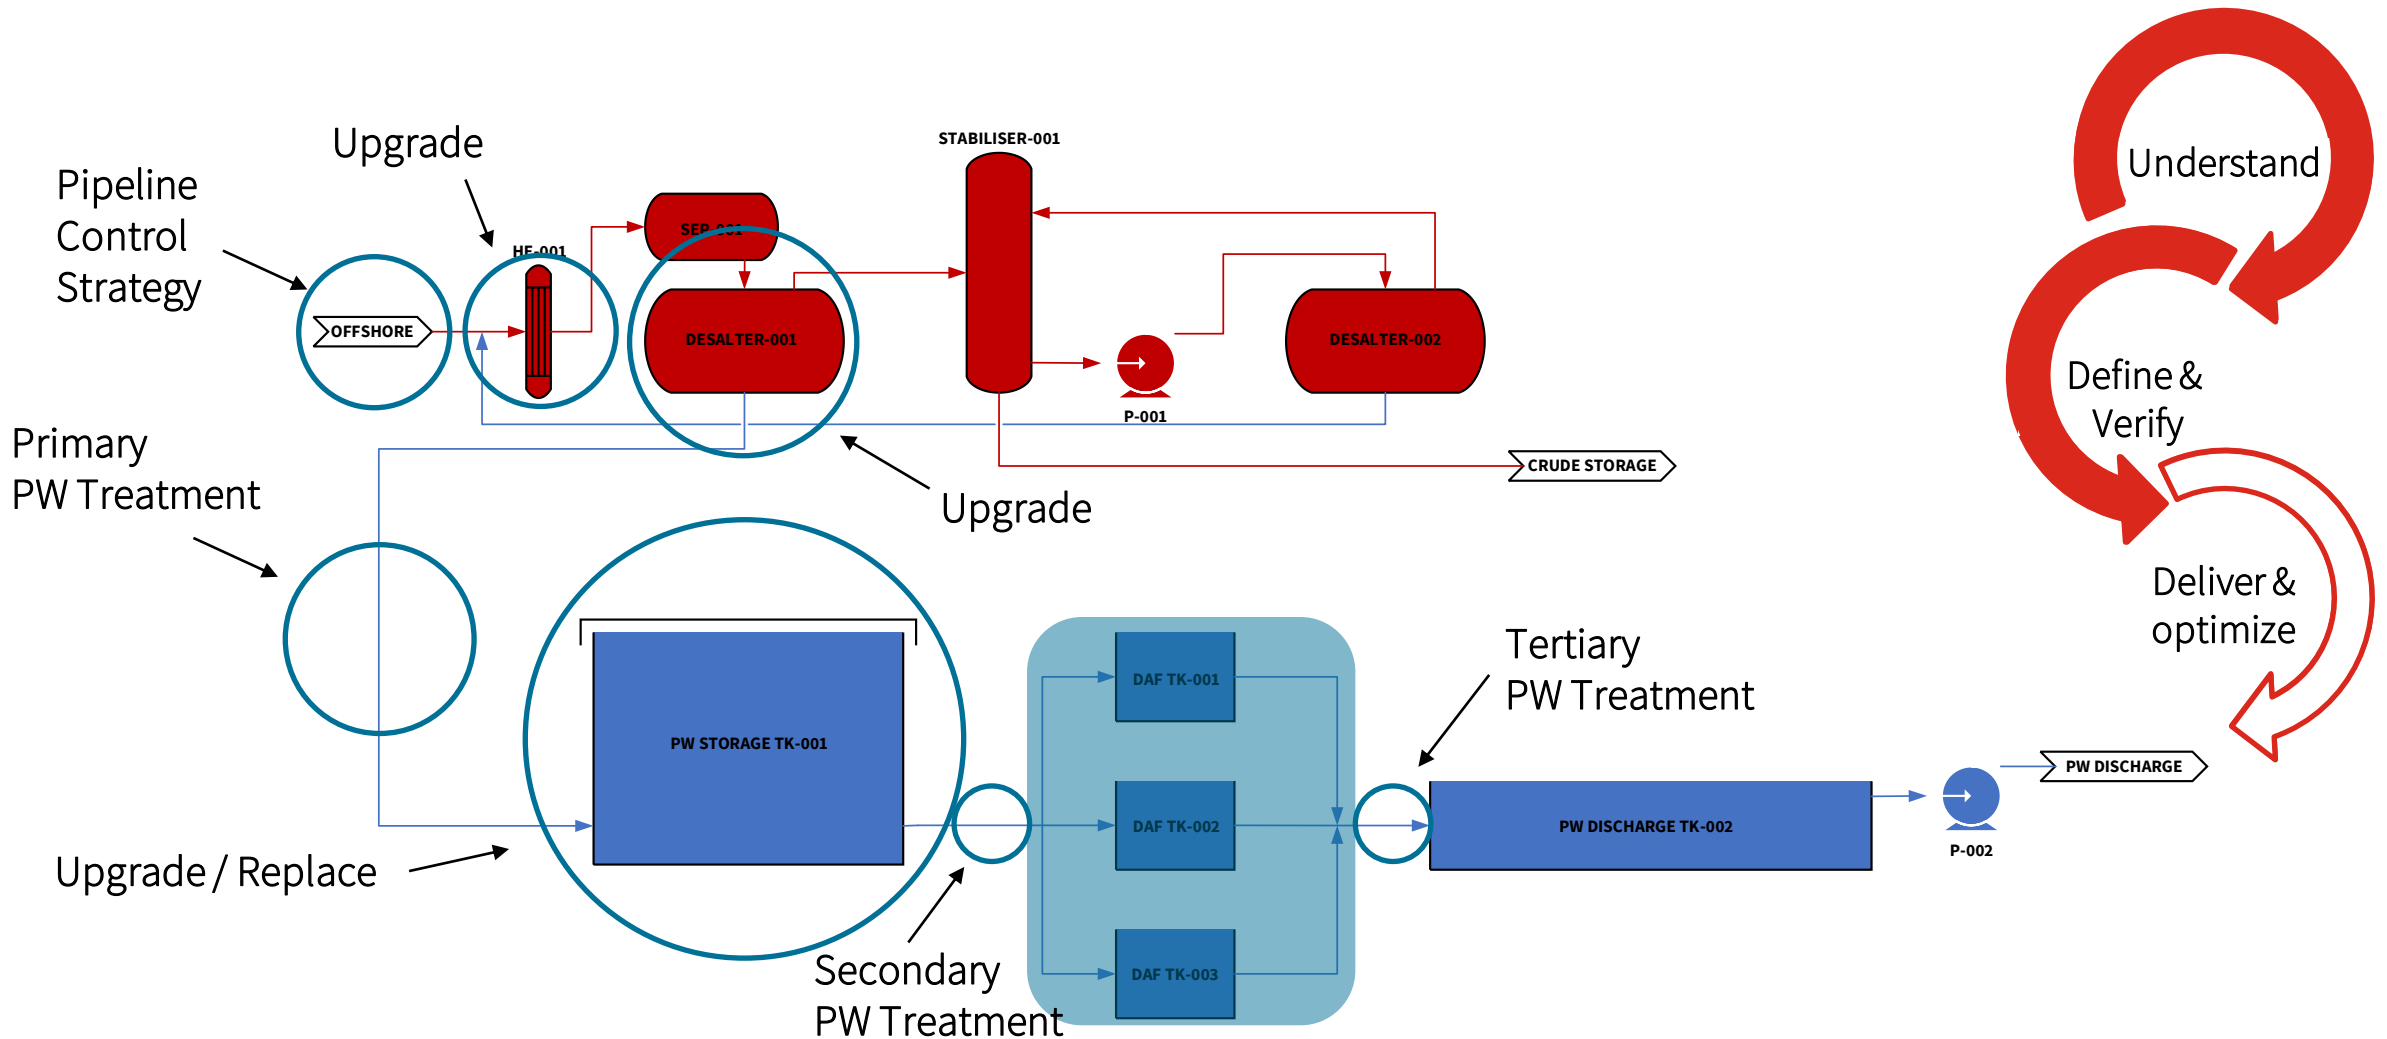 Understand
Define &
Verify
Deliver &
optimize
Upgrade
Pipeline
Control
Strategy
STABILISER-001
SEP-001
HE-001
OFFSHORE
DESALTER-001
DESALTER-002
P-001
CRUDE STORAGE
Primary
PW Treatment
Upgrade
PW STORAGE TK-001
Upgrade / Replace
Secondary
PW Treatment
DAF TK-001
DAF TK-002
DAF TK-003
Tertiary
PW Treatment
PW DISCHARGE TK-002
P-002
PW DISCHARGE